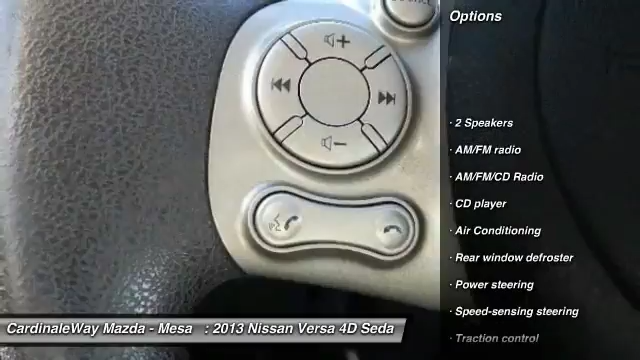 Options
· 2 Speakers
· AM/FM radio
· AM/FM/CD Radio
· CD player
· Air Conditioning
· Rear window defroster
· Power steering
· Speed-sensing steering
· Traction control
CardinaleWay Mazda - Mesa : 2013 Nissan Versa 4D Seda